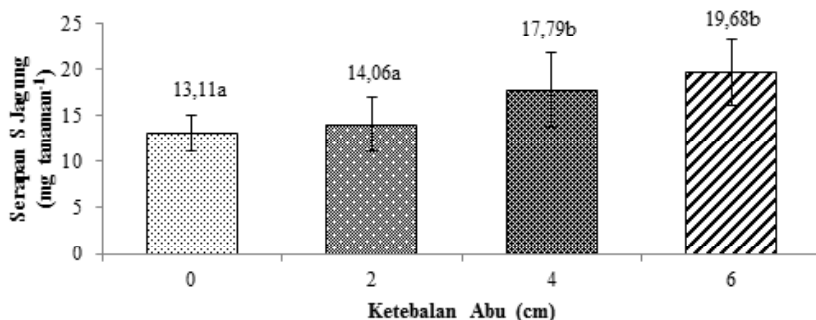 Serapan S Jagung
(mg tanaman-1)
25
20
15
10
5
0
13,11a
14,06a
17,79b
19,68b
0
2
4
6
Ketebalan Abu (cm)